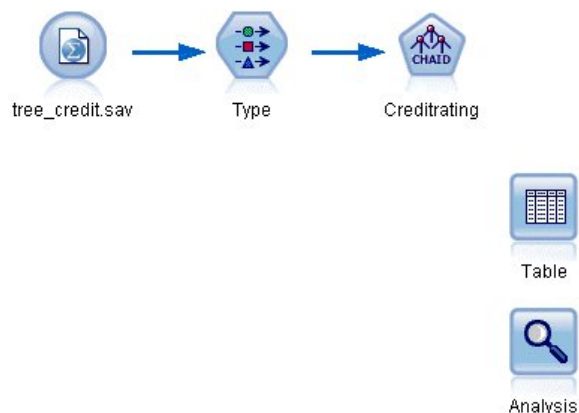 tree_credit.sav
Type
CHAID
Creditrating
Table
Analysis